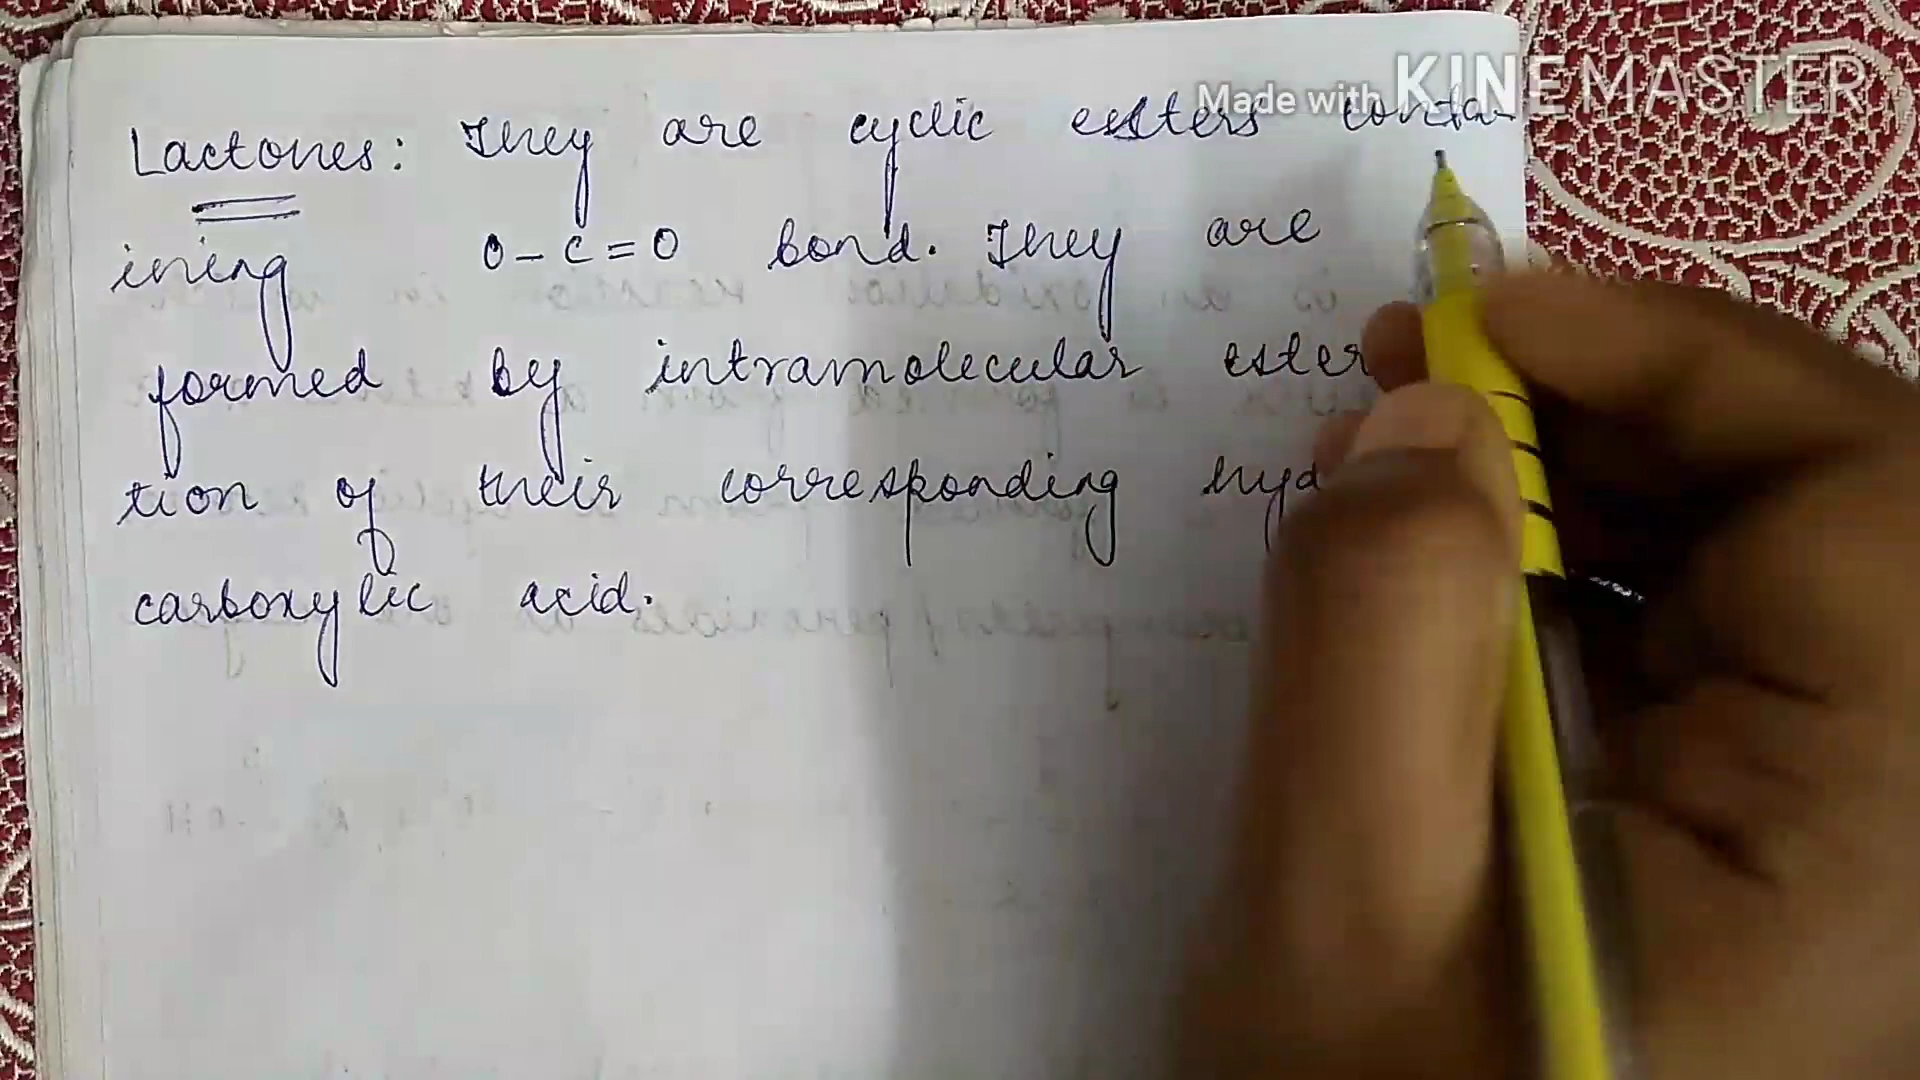 Made with KINEMASTER
Lactones: They are cyclic esters conta-
ining O-C=O bond. They are
formed by intramolecular ester
tion of their corresponding hyd
carboxylic acid.